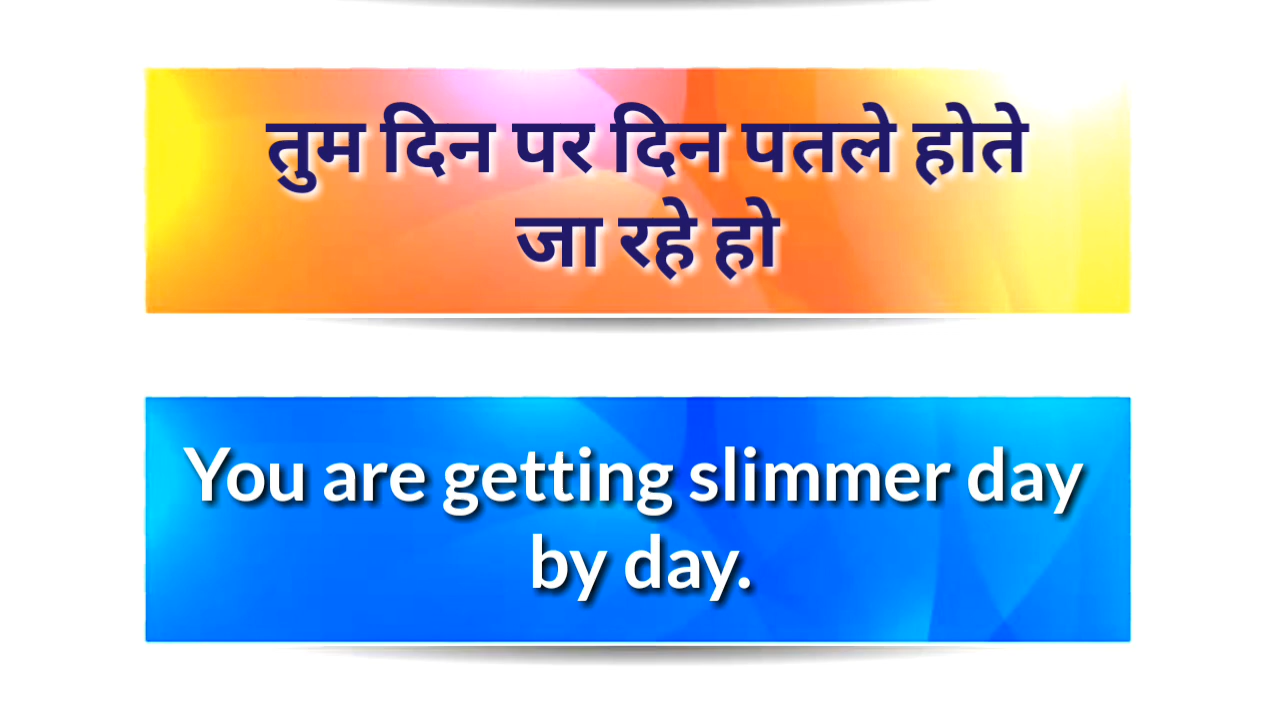 तुम दिन पर दिन पतले होते
जा रहे हो
You are getting slimmer day
by day.